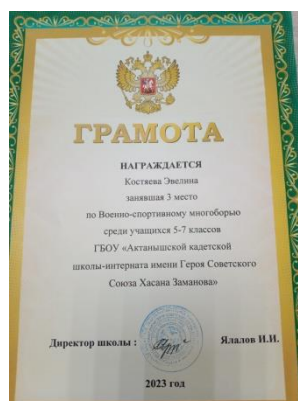 ГРАМОТА
НАГРАЖДАЕТСЯ
Костяева Эвелина
занявшая 3 место
по Военно-спортивному многоборью
среди учащихся 5-7 классов
ГБОУ «Актанышской кадетской
школы-интерната имени Героя Советского
Союза Хасана Заманова»
Директор школы : Ялалов И.И.
2023 год